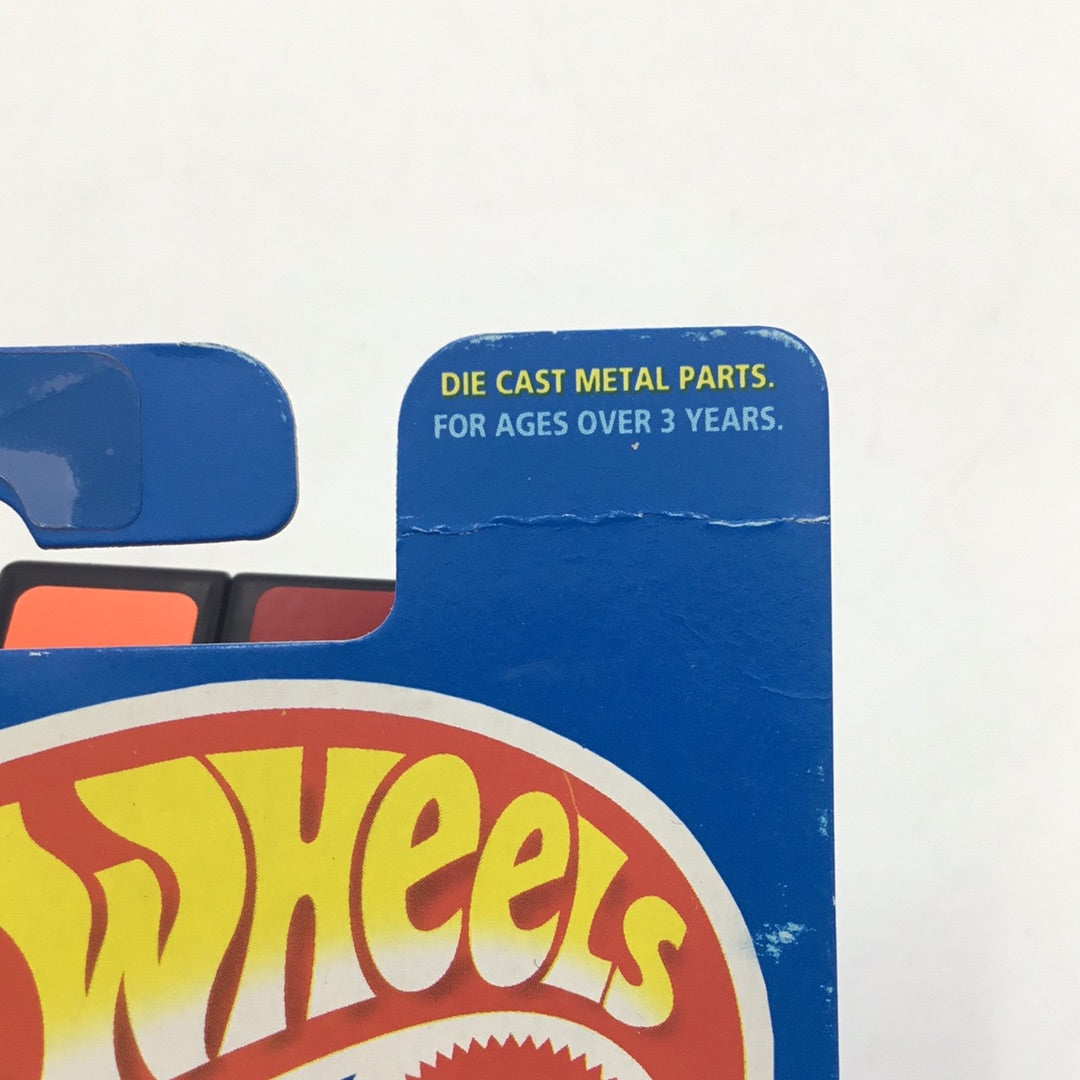 DIE CAST METAL PARTS.
FOR AGES OVER 3 YEARS.
WHEELS